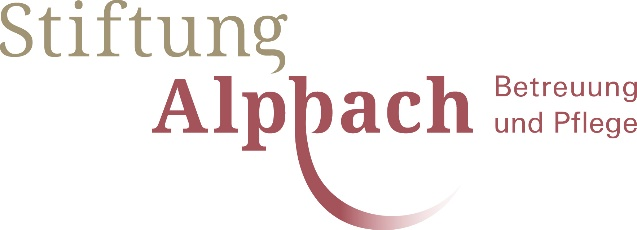 Stiftung
Alpbach
Betreuung
und Pflege